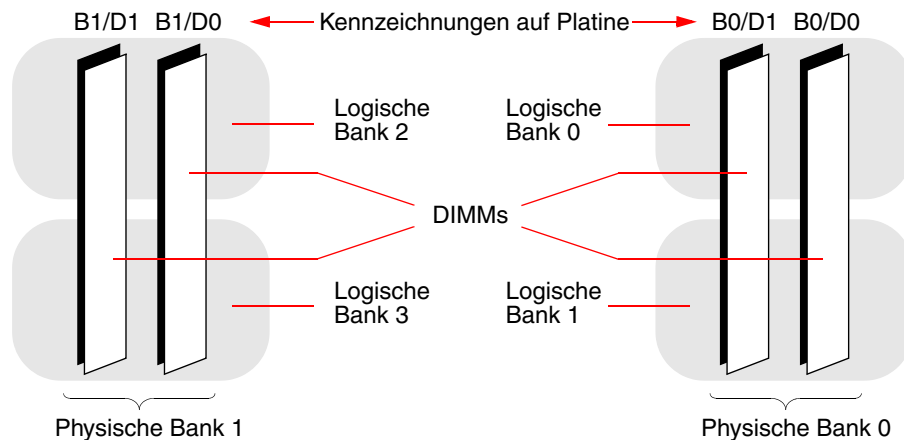 B1/D1 B1/D0 Kennzeichnungen auf Platine B0/D1 B0/D0
Logische
Bank 2
Logische
Bank 0
DIMMs
Logische
Bank 3
Logische
Bank 1
Physische Bank 1
Physische Bank 0